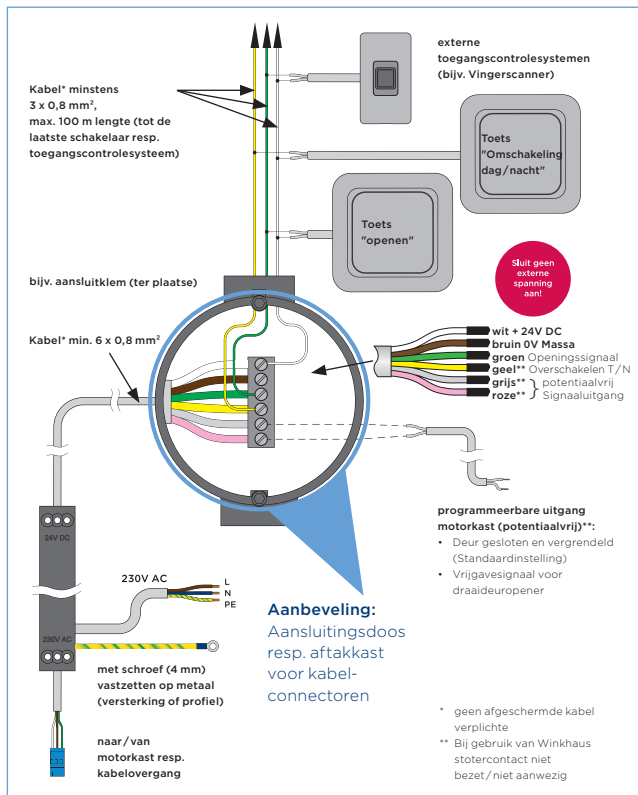 externe
toegangscontrolesystemen
(bijv. Vingerscanner)
Kabel* minstens
3 x 0,8 mm²,
max. 100 m lengte (tot de
laatste schakelaar resp.
toegangscontrolesysteem)
Toets
"Omschakeling
dag/nacht"
Toets
"openen"
Sluit geen
externe
spanning
aan!
bijv. aansluitklem (ter plaatse)
Kabel* min. 6 x 0,8 mm²
wit + 24V DC
bruin 0V Massa
groen Openingssignaal
geel** Overschakelen T/N
grijs** } potentiaalvrij
roze** } Signaaluitgang
programmeerbare uitgang
motorkast (potentiaalvrij)**:
• Deur gesloten en vergrendeld
(Standaardinstelling)
• Vrijgavesignaal voor
draaideuropener
24V DC
230V AC
L
N
PE
230V AC
Aanbeveling:
Aansluitingsdoos
resp. aftakkast
voor kabel-
connectoren
met schroef (4 mm)
vastzetten op metaal
(versterking of profiel)
naar/van
motorkast resp.
kabelovergang
* geen afgeschermde kabel
verplichte
** Bij gebruik van Winkhaus
stotercontact niet
bezet/niet aanwezig